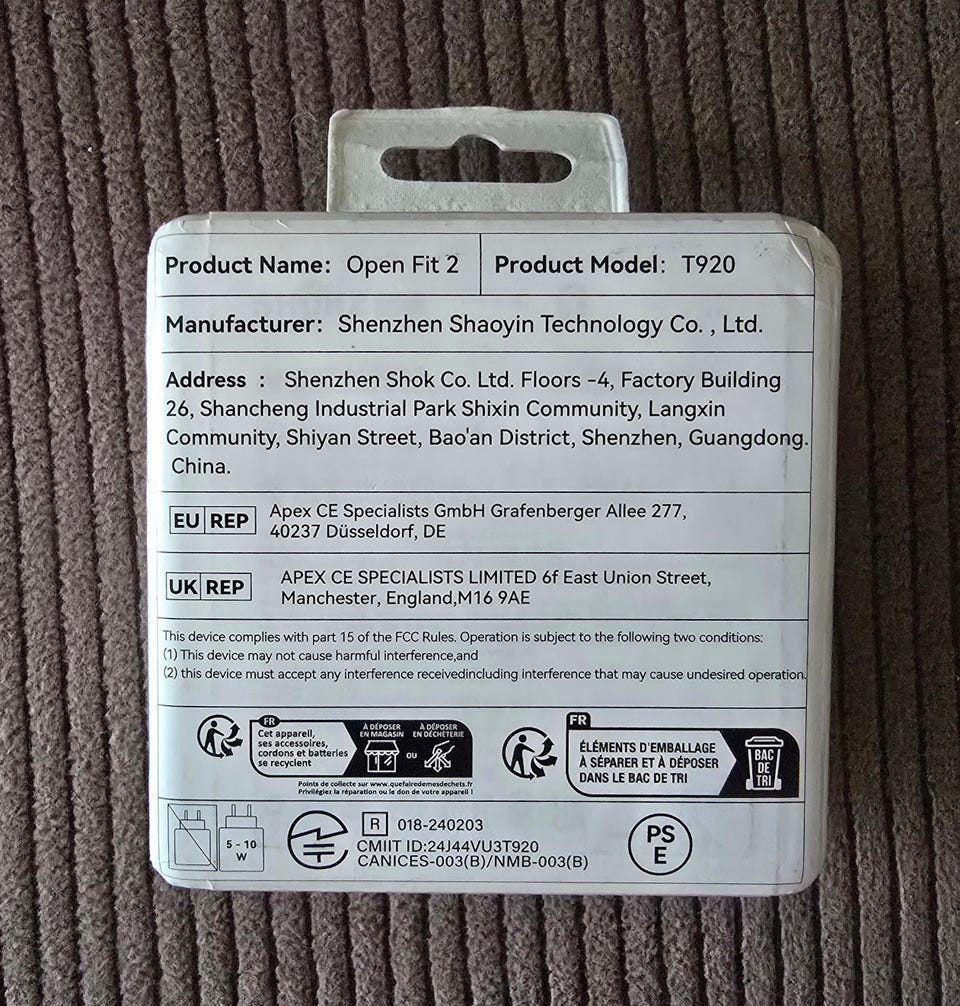 Product Name: Open Fit 2
Product Model: T920
Manufacturer: Shenzhen Shaoyin Technology Co. , Ltd.
Address : Shenzhen Shok Co. Ltd. Floors -4, Factory Building
26, Shancheng Industrial Park Shixin Community, Langxin
Community, Shiyan Street, Bao'an District, Shenzhen, Guangdong.
China.
EU REP
Apex CE Specialists GmbH Grafenberger Allee 277,
40237 Düsseldorf, DE
UK REP
APEX CE SPECIALISTS LIMITED 6f East Union Street,
Manchester, England,M16 9AE
This device complies with part 15 of the FCC Rules. Operation is subject to the following two conditions:
(1) This device may not cause harmful interference,and
(2) this device must accept any interference receivedincluding interference that may cause undesired operation.
FR
Cet appareil,
ses accessoires,
cordons et batteries
se recyclent
À DÉPOSER
EN MAGASIN
OU
À DÉPOSER
EN DÉCHÈTERIE
Points de collecte sur www.quefairedemesdechets.fr
Privilégiez la réparation ou le don de votre appareil !
FR
ÉLÉMENTS D'EMBALLAGE
À SÉPARER ET À DÉPOSER
DANS LE BAC DE TRI
BAC
DE
TRI
5 - 10
W
R 018-240203
CMIIT ID:24J44VU3T920
CANICES-003(B)/NMB-003(B)
PS
E